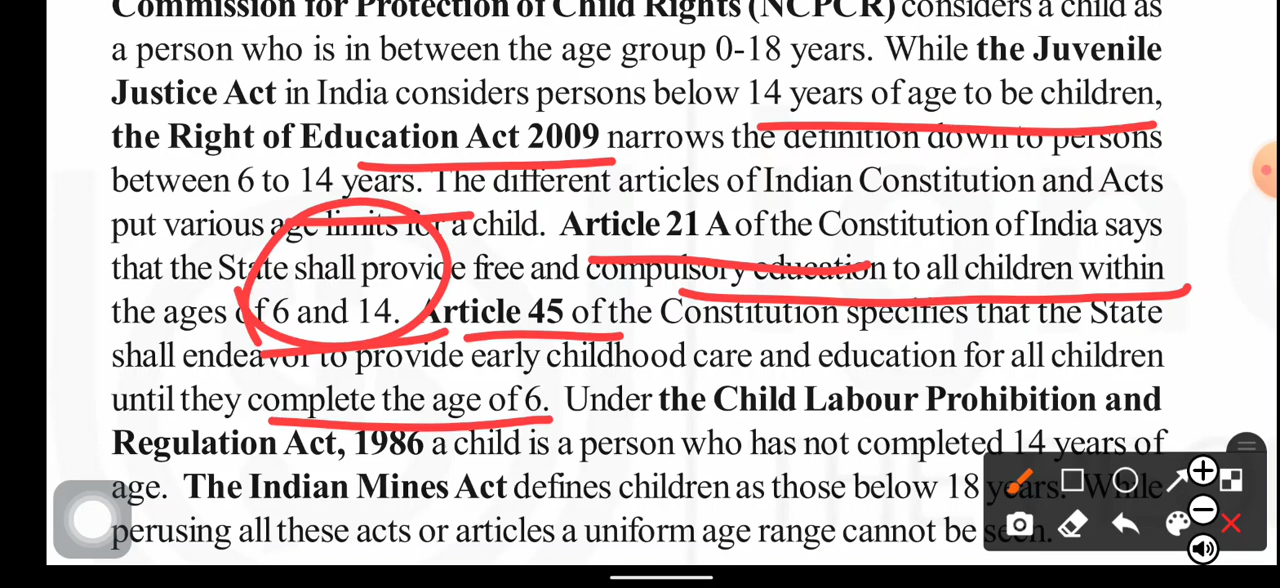 Commission for Protection of Child Rights (NCPCR) considers a child as
a person who is in between the age group 0-18 years. While the Juvenile
Justice Act in India considers persons below 14 years of age to be children,
the Right of Education Act 2009 narrows the definition down to persons
between 6 to 14 years. The different articles of Indian Constitution and Acts
put various age limits for a child. Article 21 A of the Constitution of India says
that the State shall provide free and compulsory education to all children within
the ages of 6 and 14. Article 45 of the Constitution specifies that the State
shall endeavor to provide early childhood care and education for all children
until they complete the age of 6. Under the Child Labour Prohibition and
Regulation Act, 1986 a child is a person who has not completed 14 years of
age. The Indian Mines Act defines children as those below 18 years. While
perusing all these acts or articles a uniform age range cannot be seen.